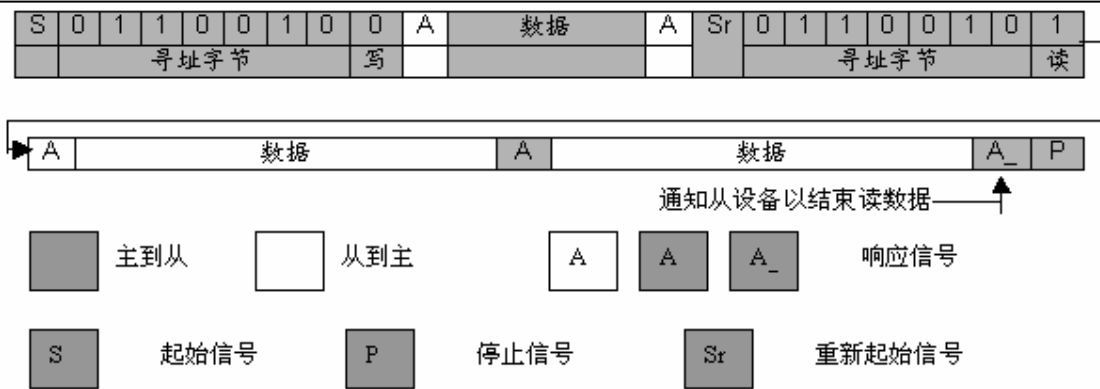 S 0 1 1 0 0 1 0 0 A 数据 A Sr 0 1 1 0 0 1 0 1
寻址字节 写 寻址字节 读
A 数据 A 数据 A_ P
通知从设备以结束读数据
主到从 从到主 A A A_ 响应信号
S 起始信号 P 停止信号 Sr 重新起始信号